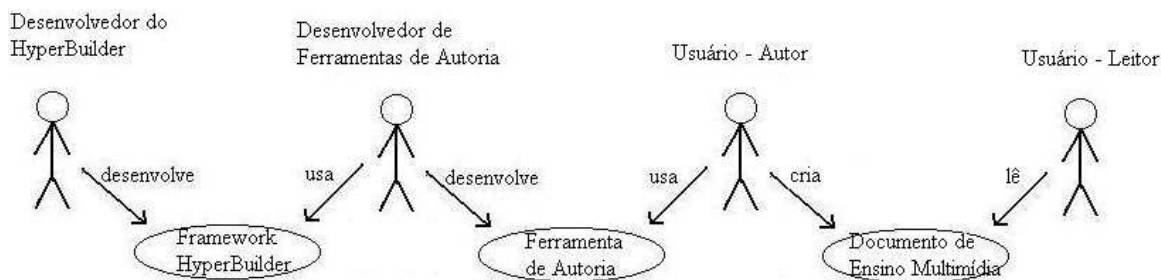 Desenvolvedor do
HyperBuilder
Desenvolvedor de
Ferramentas de Autoria
Usuário - Autor
Usuário - Leitor
desenvolve
usa
desenvolve
usa
cria
lê
Framework
HyperBuilder
Ferramenta
de Autoria
Documento de
Ensino Multimídia